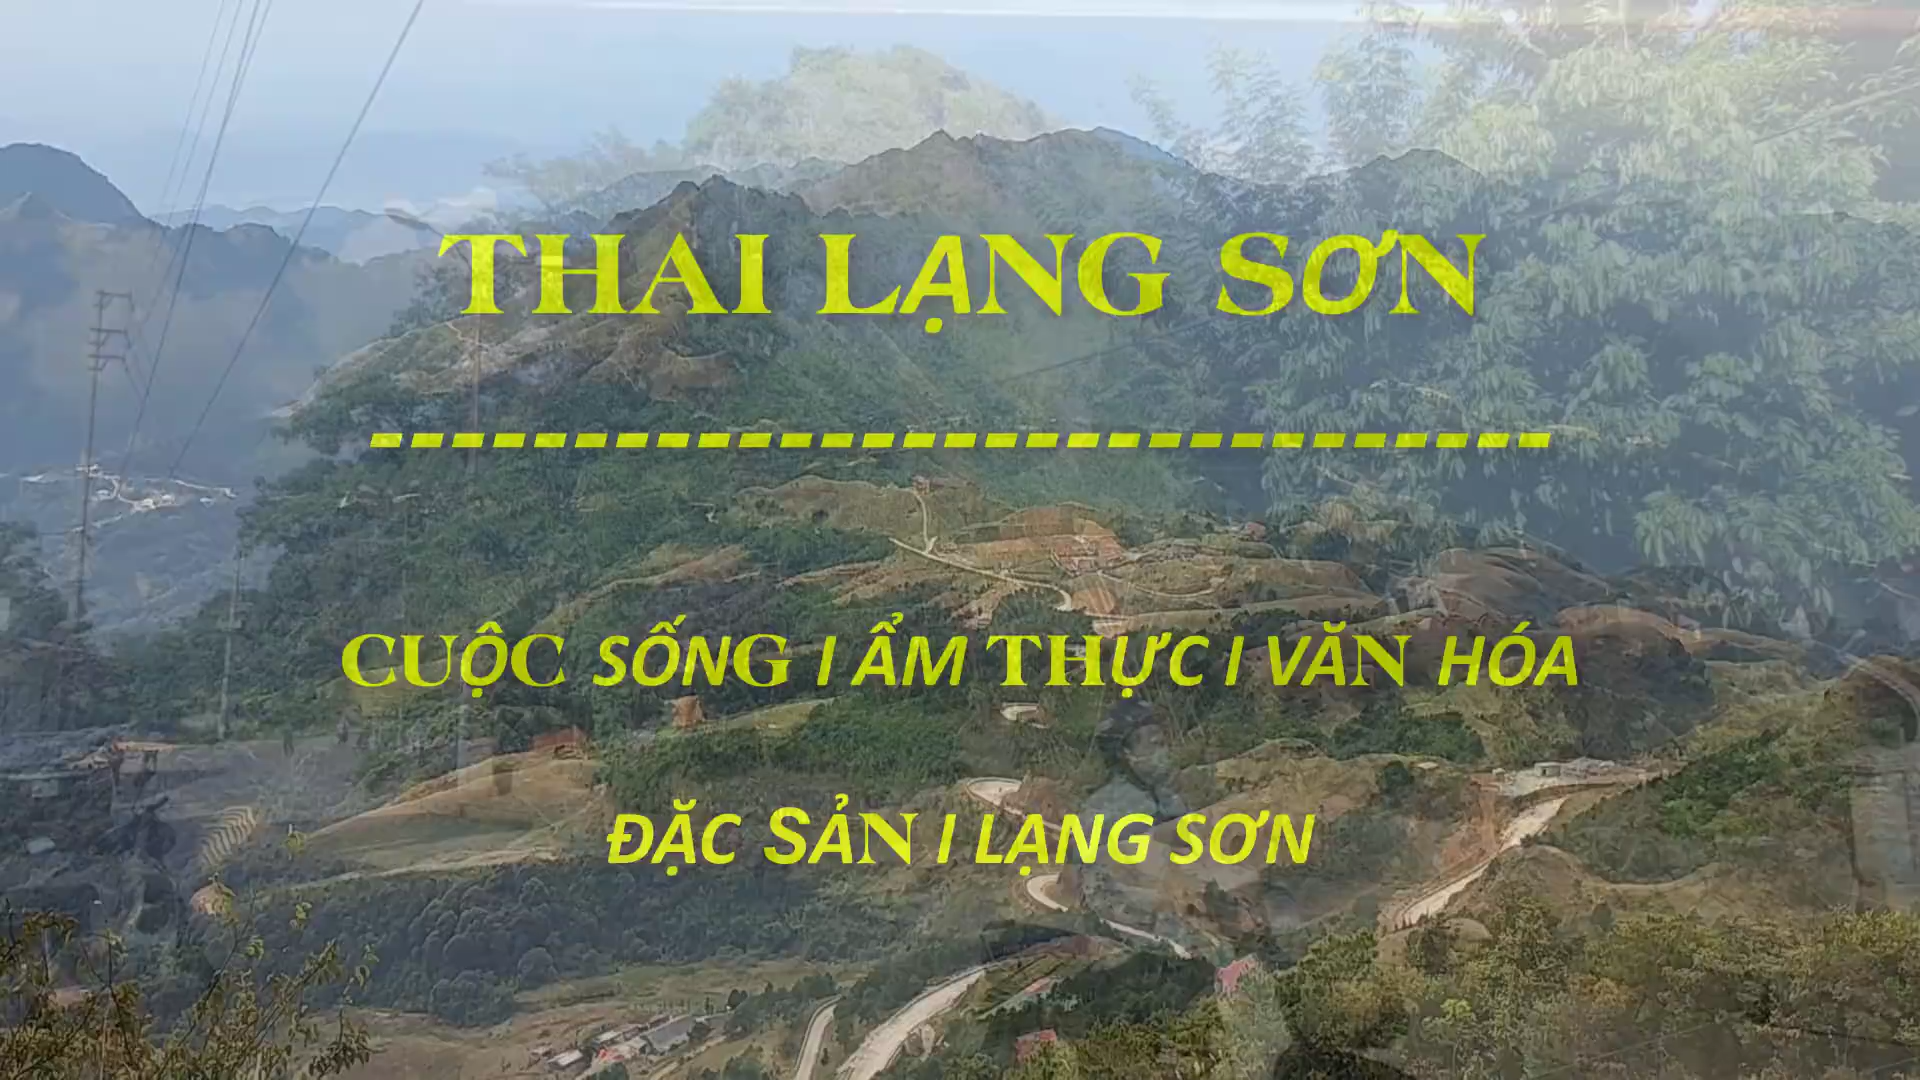 THAI LẠNG SƠN
-----------------------------
CUỘC SỐNG I ẨM THỰC I VĂN HÓA
ĐẶC SẢN I LẠNG SƠN